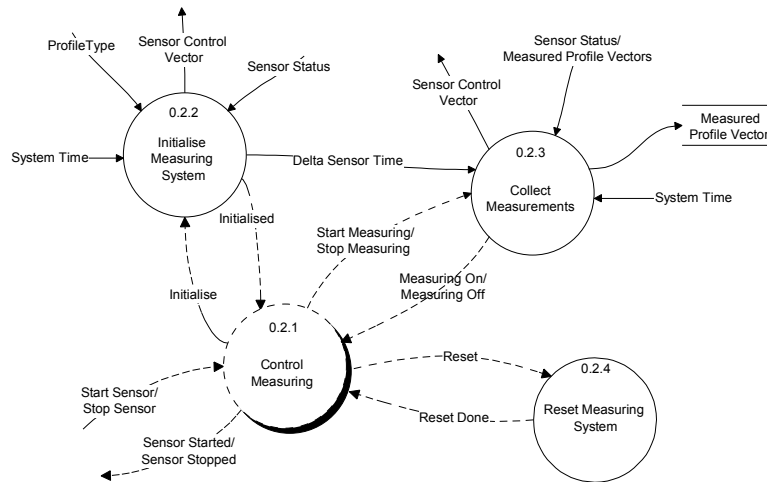 ProfileType
Sensor Control
Vector
Sensor Status
0.2.2
Initialise
Measuring
System
System Time
Delta Sensor Time
Sensor Control
Vector
Sensor Status/
Measured Profile Vectors
0.2.3
Collect
Measurements
Measured
Profile Vector
System Time
Initialised
Start Measuring/
Stop Measuring
Measuring On/
Measuring Off
Initialise
0.2.1
Control
Measuring
Start Sensor/
Stop Sensor
Sensor Started/
Sensor Stopped
Reset
Reset Done
0.2.4
Reset Measuring
System